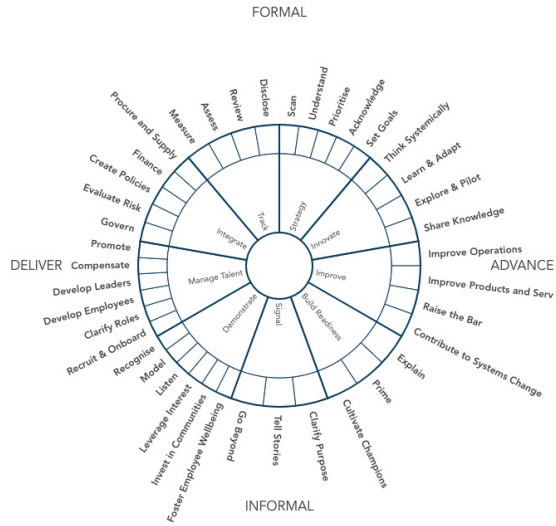 FORMAL
Scan
Understand
Prioritise
Acknowledge
Set Goals
Think Systemically
Learn & Adapt
Explore & Pilot
Share Knowledge
Improve Operations
ADVANCE
Improve Products and Serv
Raise the Bar
Contribute to Systems Change
Explain
Prime
Cultivate Champions
Clarify Purpose
Tell Stories
Go Beyond
INFORMAL
Foster Employee Wellbeing
Invest in Communities
Leverage Interest
Listen
Model
Recognise
Recruit & Onboard
Clarify Roles
Develop Employees
Develop Leaders
Compensate
DELIVER
Promote
Govern
Evaluate Risk
Create Policies
Finance
Procure and Supply
Measure
Assess
Review
Disclose
Strategy
Innovate
Improve
Build Readiness
Signal
Demonstrate
Manage Talent
Integrate
Track